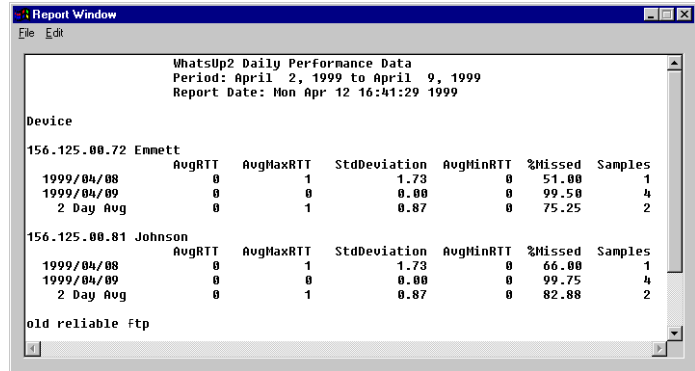 Report Window
File Edit
WhatsUp2 Daily Performance Data
Period: April 2, 1999 to April 9, 1999
Report Date: Mon Apr 12 16:41:29 1999
Device
156.125.00.72 Emmett
AvgRTT AvgMaxRTT StdDeviation AvgMinRTT %Missed Samples
1999/04/08 0 1 1.73 0 51.00 1
1999/04/09 0 0 0.00 0 99.50 4
2 Day Avg 0 1 0.87 0 75.25 2
156.125.00.81 Johnson
AvgRTT AvgMaxRTT StdDeviation AvgMinRTT %Missed Samples
1999/04/08 0 1 1.73 0 66.00 1
1999/04/09 0 0 0.00 0 99.75 4
2 Day Avg 0 1 0.87 0 82.88 2
old reliable ftp